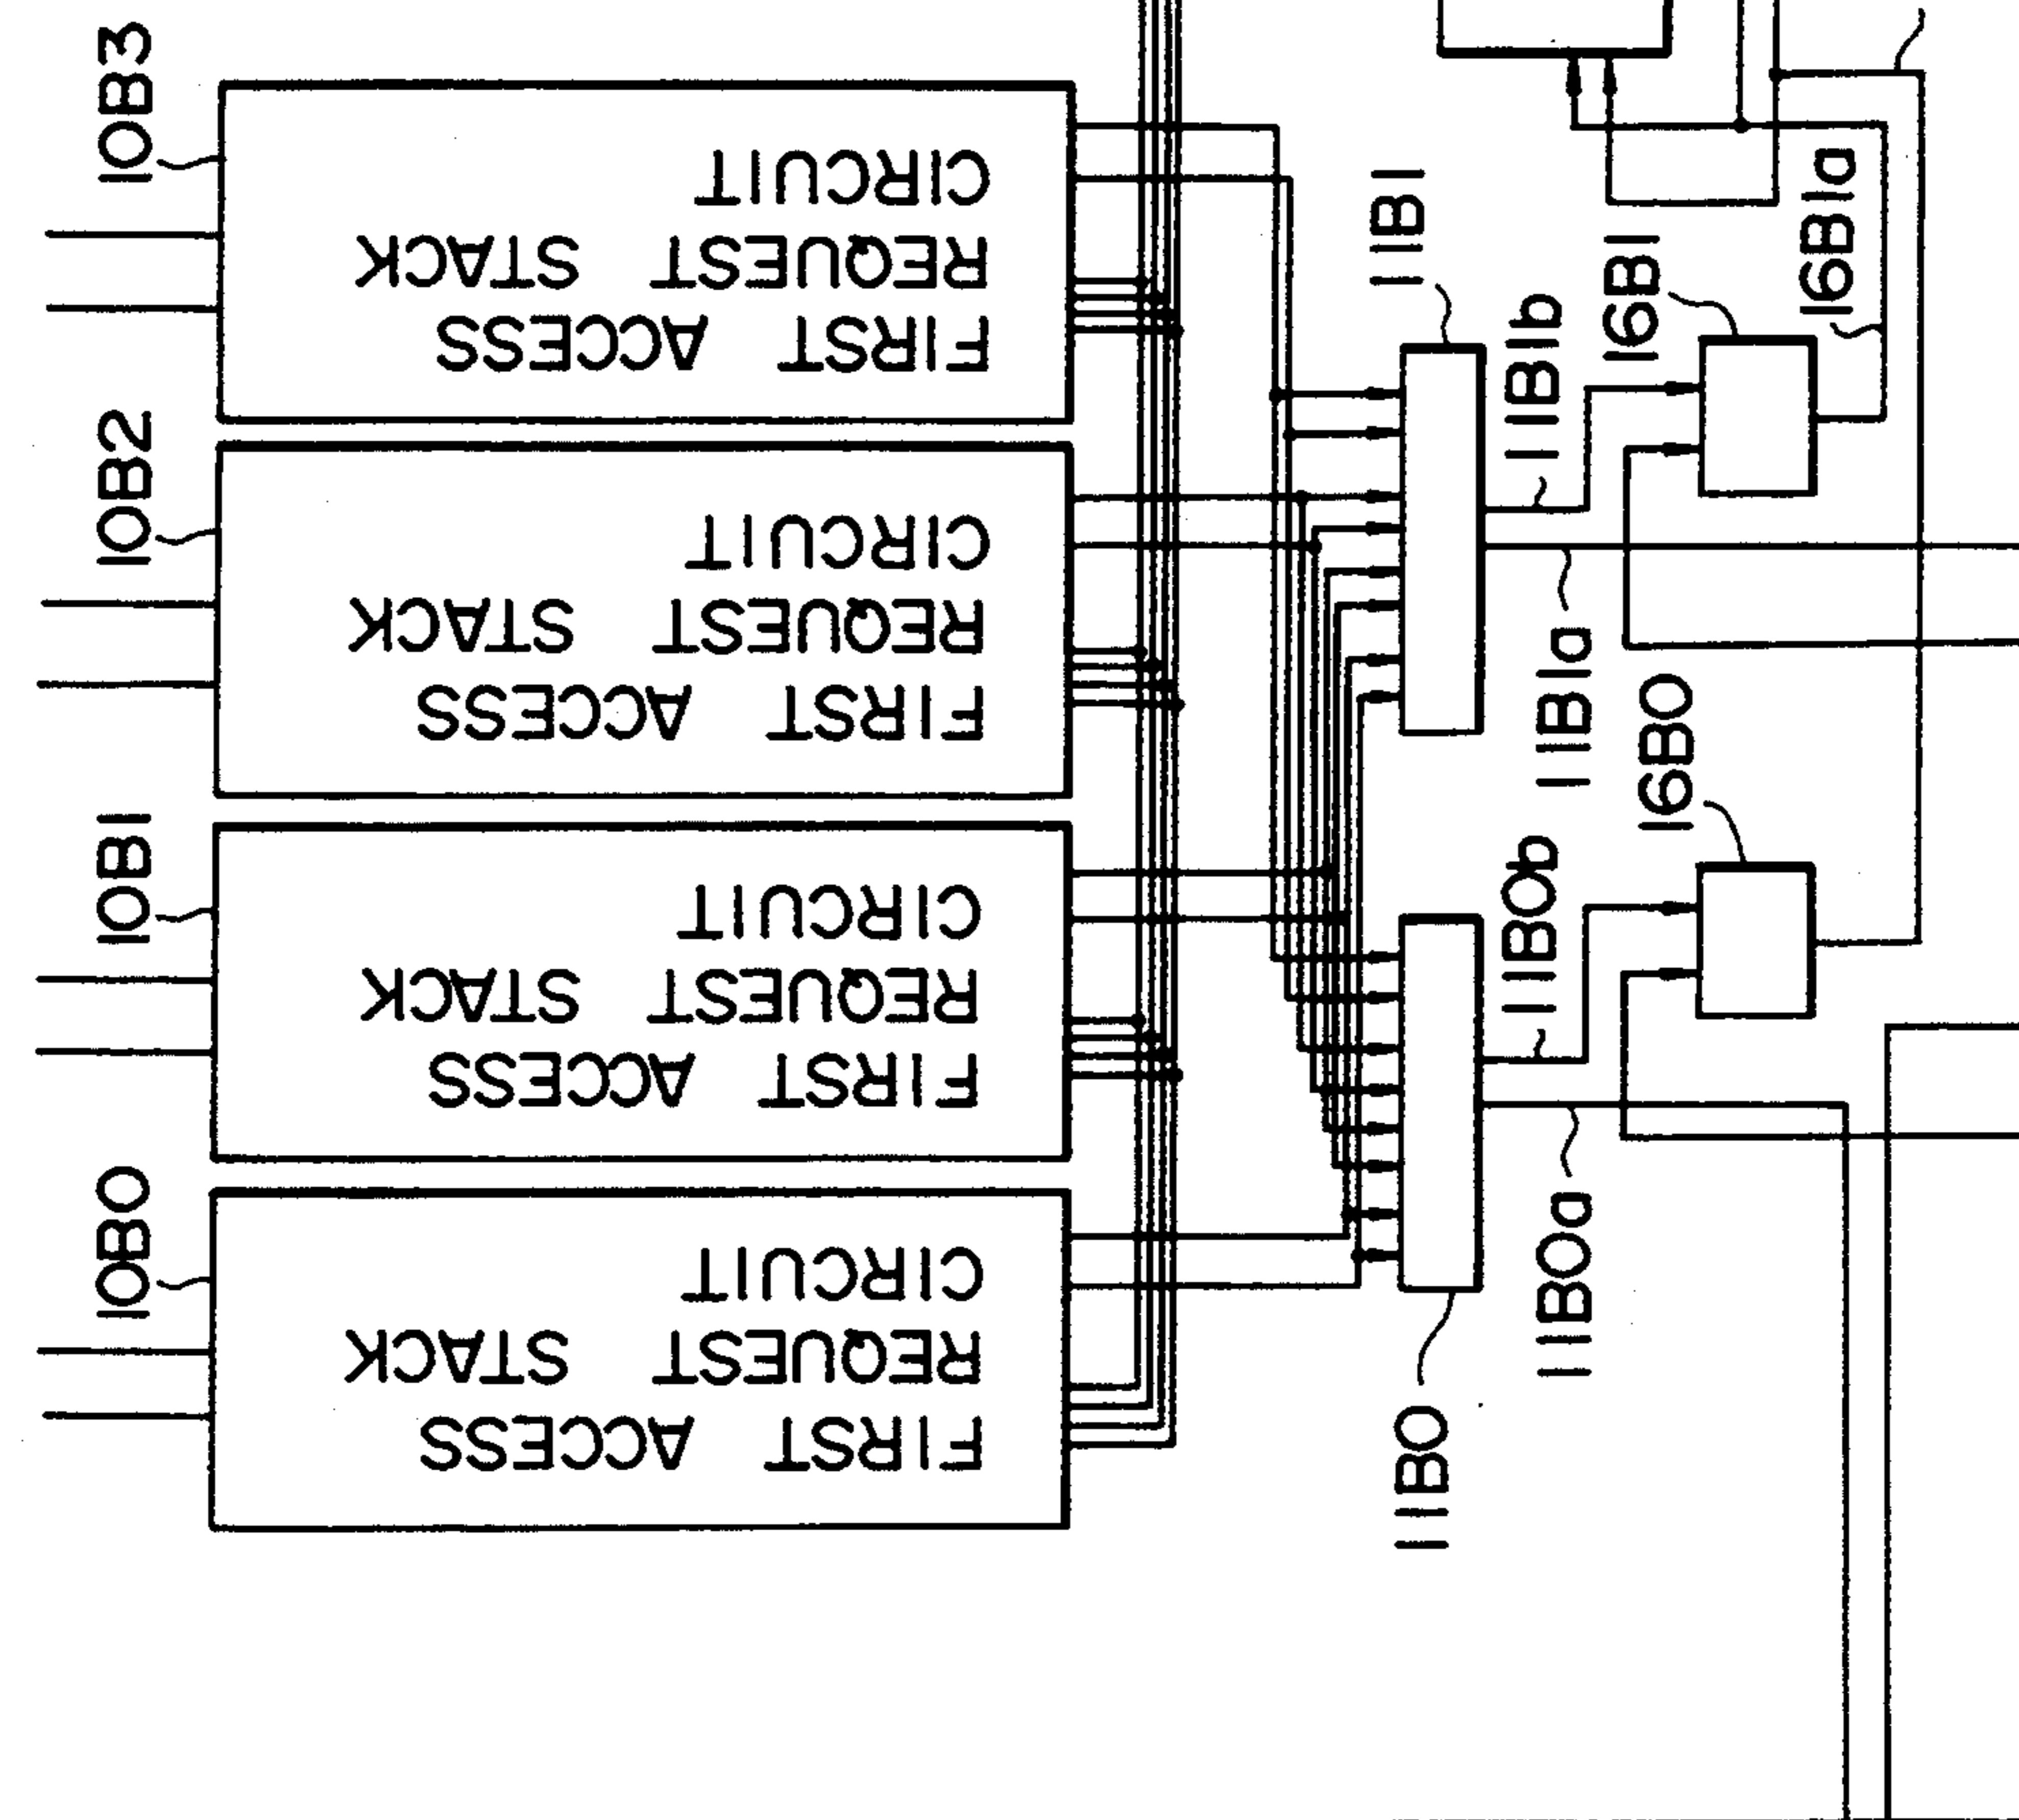 10B3
FIRST ACCESS
REQUEST STACK
CIRCUIT
10B2
FIRST ACCESS
REQUEST STACK
CIRCUIT
10B1
FIRST ACCESS
REQUEST STACK
CIRCUIT
10B0
FIRST ACCESS
REQUEST STACK
CIRCUIT
11B1
11B1b
16B1
16B1a
11B1a
16B0
11B0b
11B0a
11B0